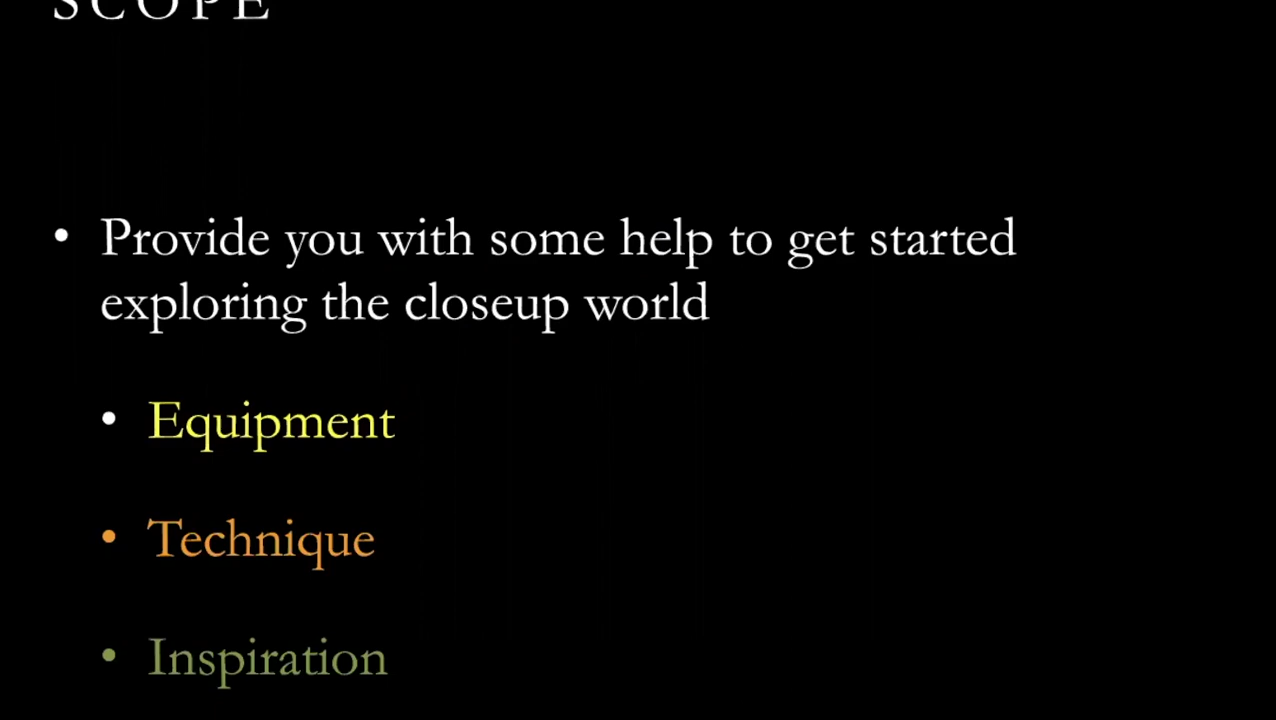 SCOPE
• Provide you with some help to get started
exploring the closeup world
• Equipment
• Technique
• Inspiration